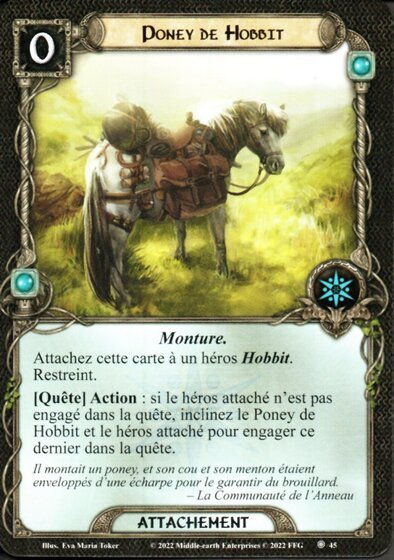 0
Poney de Hobbit
Monture.
Attachez cette carte à un héros Hobbit.
Restreint.
[Quête] Action : si le héros attaché n'est pas
engagé dans la quête, inclinez le Poney de
Hobbit et le héros attaché pour engager ce
dernier dans la quête.
Il montait un poney, et son cou et son menton étaient
enveloppés d'une écharpe pour le garantir du brouillard.
– La Communauté de l'Anneau
Attachement
Illus. Eva Maria Toker © 2022 Middle-earth Enterprises © 2022 FFG 45